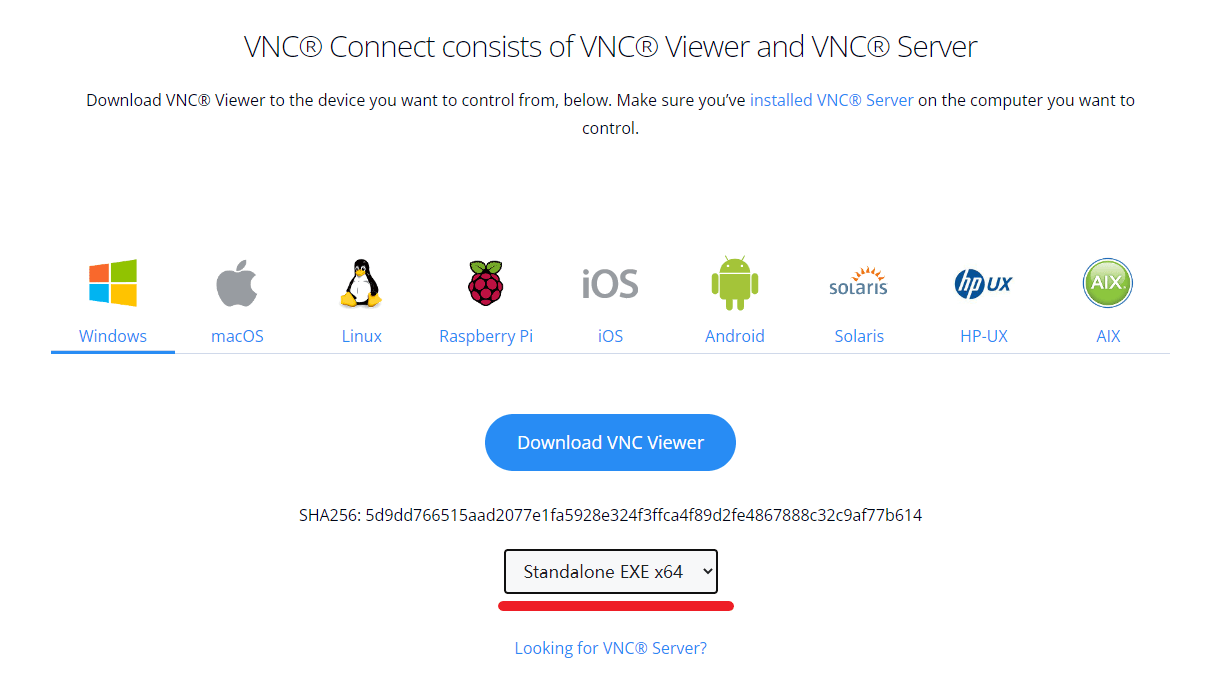 VNC® Connect consists of VNC® Viewer and VNC® Server
Download VNC® Viewer to the device you want to control from, below. Make sure you’ve installed VNC® Server on the computer you want to
control.
iOS
solaris
hp UX
AIX.
Windows
macOS
Linux
Raspberry Pi
iOS
Android
Solaris
HP-UX
AIX
Download VNC Viewer
SHA256: 5d9dd766515aad2077e1fa5928e324f3ffca4f89d2fe4867888c32c9af77b614
Standalone EXE x64
Looking for VNC® Server?